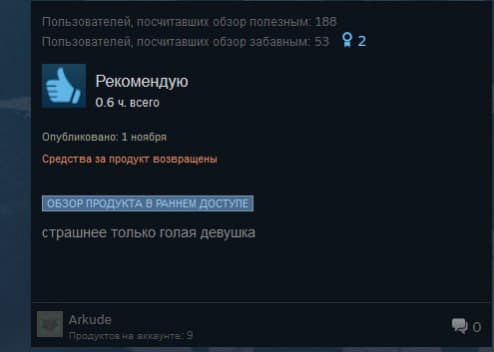 Пользователей, посчитавших обзор полезным: 188
Пользователей, посчитавших обзор забавным: 53 2
Рекомендую
0.6 ч. всего
Опубликовано: 1 ноября
Средства за продукт возвращены
ОБЗОР ПРОДУКТА В РАННЕМ ДОСТУПЕ
страшнее только голая девушка
Arkude
Продуктов на аккаунте: 9
0